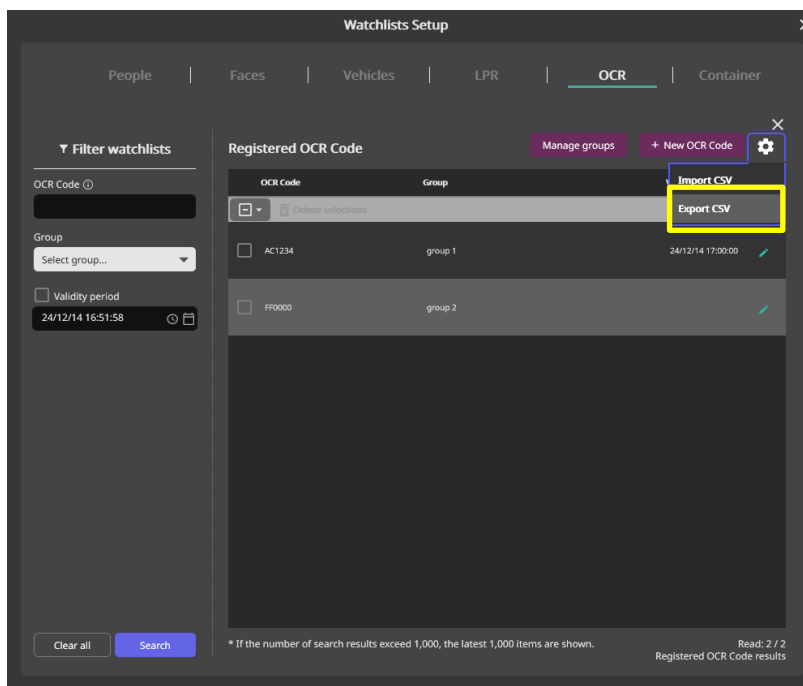 Watchlists Setup
People
Faces
Vehicles
LPR
OCR
Container
Filter watchlists
OCR Code
Group
Select group...
Validity period
24/12/14 16:51:58
Clear all
Search
Registered OCR Code
Manage groups
+ New OCR Code
Import CSV
Export CSV
OCR Code Group
Delete selections
AC1234 group 1 24/12/14 17:00:00
FF0000 group 2
* If the number of search results exceed 1,000, the latest 1,000 items are shown.
Read: 2 / 2
Registered OCR Code results